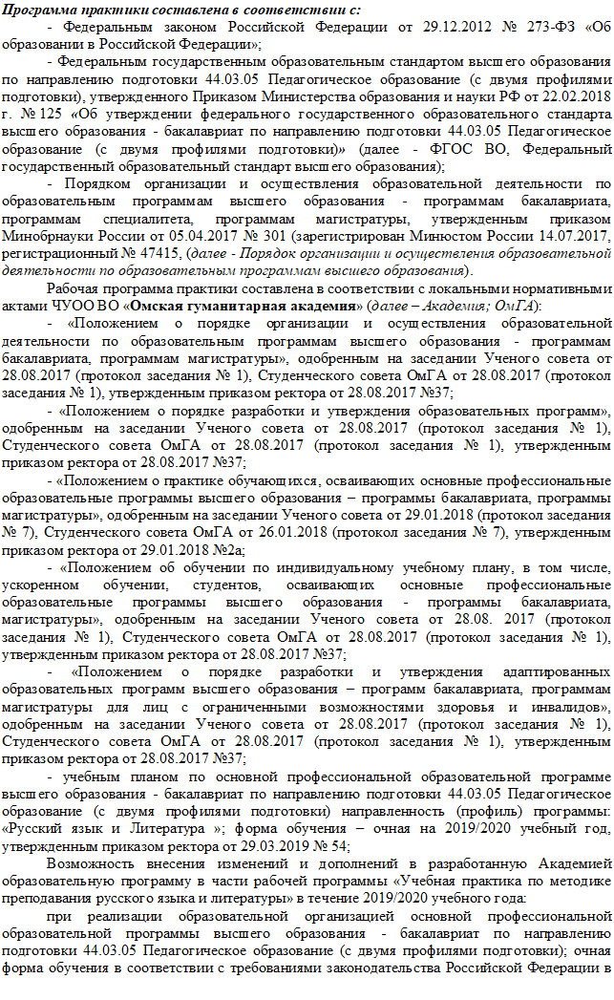 Программа практики составлена в соответствии с:
- Федеральным законом Российской Федерации от 29.12.2012 № 273-ФЗ «Об
образовании в Российской Федерации»;
- Федеральным государственным образовательным стандартом высшего образования
по направлению подготовки 44.03.05 Педагогическое образование (с двумя профилями
подготовки), утвержденного Приказом Министерства образования и науки РФ от 22.02.2018
г. №125 «Об утверждении федерального государственного образовательного стандарта
высшего образования - бакалавриат по направлению подготовки 44.03.05 Педагогическое
образование (с двумя профилями подготовки)» (далее - ФГОС ВО, Федеральный
государственный образовательный стандарт высшего образования);
- Порядком организации и осуществления образовательной деятельности по
образовательным программам высшего образования - программам бакалавриата,
программам специалитета, программам магистратуры, утвержденным приказом
Минобрнауки России от 05.04.2017 № 301 (зарегистрирован Минюстом России 14.07.2017,
регистрационный № 47415, (далее - Порядок организации и осуществления образовательной
деятельности по образовательным программам высшего образования).
Рабочая программа практики составлена в соответствии с локальными нормативными
актами ЧУОО ВО «Омская гуманитарная академия» (далее – Академия; ОмГА):
- «Положением о порядке организации и осуществления образовательной
деятельности по образовательным программам высшего образования - программам
бакалавриата, программам магистратуры», одобренным на заседании Ученого совета от
28.08.2017 (протокол заседания № 1), Студенческого совета ОмГА от 28.08.2017 (протокол
заседания № 1), утвержденным приказом ректора от 28.08.2017 №37;
- «Положением о порядке разработки и утверждения образовательных программ»,
одобренным на заседании Ученого совета от 28.08.2017 (протокол заседания № 1),
Студенческого совета ОмГА от 28.08.2017 (протокол заседания № 1), утвержденным
приказом ректора от 28.08.2017 №37;
- «Положением о практике обучающихся, осваивающих основные профессиональные
образовательные программы высшего образования – программы бакалавриата, программы
магистратуры», одобренным на заседании Ученого совета от 29.01.2018 (протокол заседания
№ 7), Студенческого совета ОмГА от 26.01.2018 (протокол заседания № 7), утвержденным
приказом ректора от 29.01.2018 №2а;
- «Положением об обучении по индивидуальному учебному плану, в том числе,
ускоренном обучении, студентов, осваивающих основные профессиональные
образовательные программы высшего образования - программы бакалавриата,
магистратуры», одобренным на заседании Ученого совета от 28.08. 2017 (протокол
заседания № 1), Студенческого совета ОмГА от 28.08.2017 (протокол заседания № 1),
утвержденным приказом ректора от 28.08.2017 №37;
- «Положением о порядке разработки и утверждения адаптированных
образовательных программ высшего образования – программ бакалавриата, программам
магистратуры для лиц с ограниченными возможностями здоровья и инвалидов»,
одобренным на заседании Ученого совета от 28.08.2017 (протокол заседания № 1),
Студенческого совета ОмГА от 28.08.2017 (протокол заседания № 1), утвержденным
приказом ректора от 28.08.2017 №37;
- учебным планом по основной профессиональной образовательной программе
высшего образования - бакалавриат по направлению подготовки 44.03.05 Педагогическое
образование (с двумя профилями подготовки) направленность (профиль) программы:
«Русский язык и Литература »; форма обучения – очная на 2019/2020 учебный год,
утвержденным приказом ректора от 29.03.2019 № 54;
Возможность внесения изменений и дополнений в разработанную Академией
образовательную программу в части рабочей программы «Учебная практика по методике
преподавания русского языка и литературы» в течение 2019/2020 учебного года:
при реализации образовательной организацией основной профессиональной
образовательной программы высшего образования - бакалавриат по направлению
подготовки 44.03.05 Педагогическое образование (с двумя профилями подготовки); очная
форма обучения в соответствии с требованиями законодательства Российской Федерации в